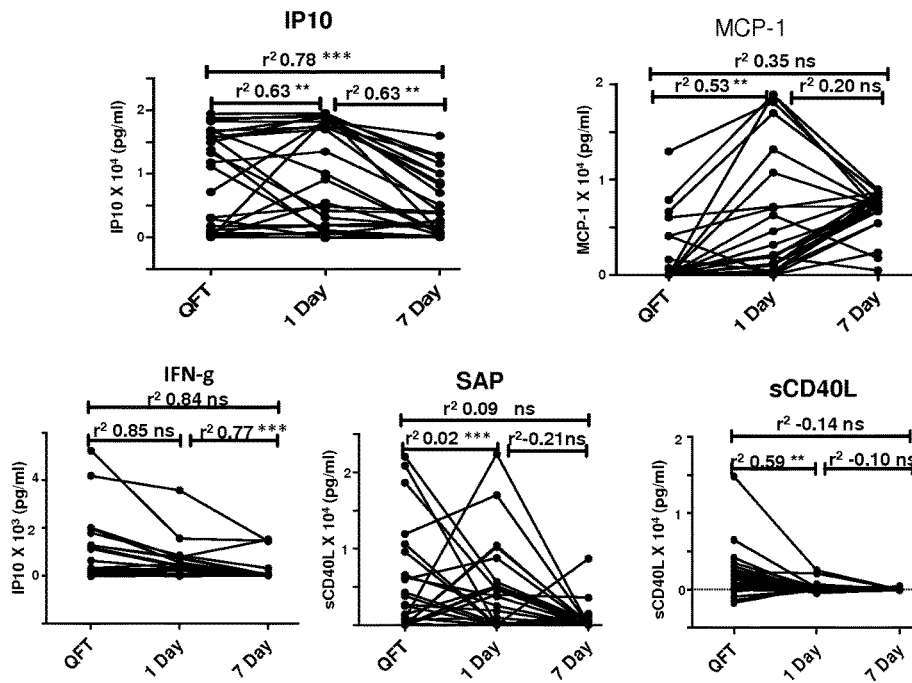 IP10
r² 0.78 ***
r² 0.63 **
r² 0.63 **
IP10 X 10⁴ (pg/ml)
2
1
0
QFT
1 Day
7 Day
MCP-1
r² 0.35 ns
r² 0.53 **
r² 0.20 ns
MCP-1 X 10⁴ (pg/ml)
2
1
0
QFT
1 Day
7 Day
IFN-g
r² 0.84 ns
r² 0.85 ns
r² 0.77 ***
IP10 X 10³ (pg/ml)
4
2
0
QFT
1 Day
7 Day
SAP
r² 0.09 ns
r² 0.02 ***
r²-0.21ns
sCD40L X 10⁴ (pg/ml)
2
1
QFT
1 Day
7 Day
sCD40L
r² -0.14 ns
r² 0.59 **
r² -0.10 ns
sCD40L X 10⁴ (pg/ml)
2
1
0
QFT
1 Day
7 Day